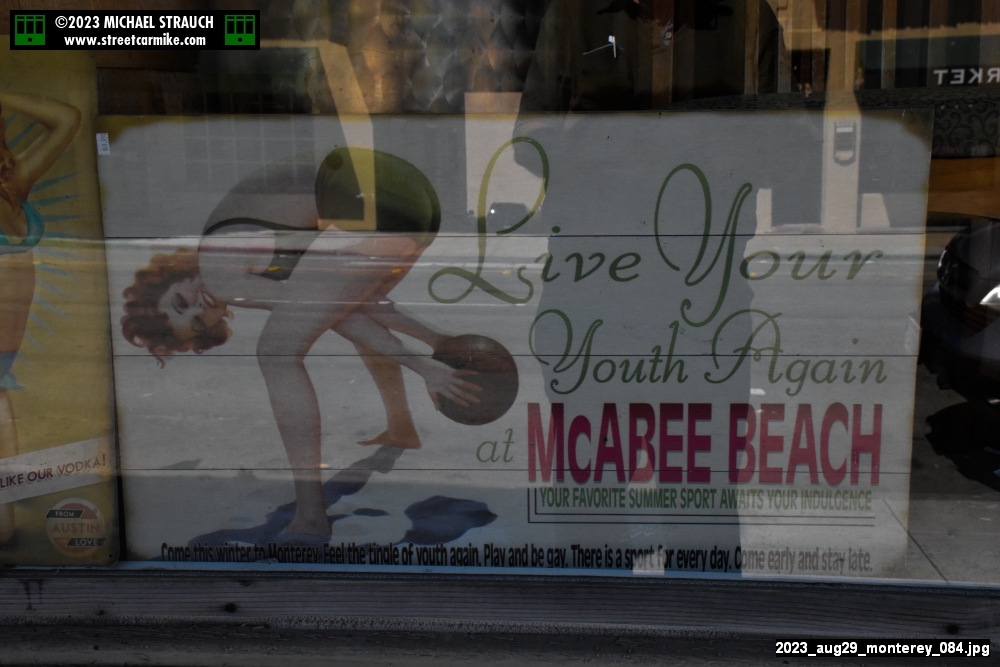 ©2023 MICHAEL STRAUCH
www.streetcarmike.com
RKET
Live Your
Youth Again
at McABEE BEACH
YOUR FAVORITE SUMMER SPORT AWAITS YOUR INDULGENCE
Come this winter to Monterey. Feel the tingle of youth again. Play and be gay. There is a sport for every day. Come early and stay late.
LIKE OUR VODKA!
FROM
AUSTIN
LOVE
2023_aug29_monterey_084.jpg